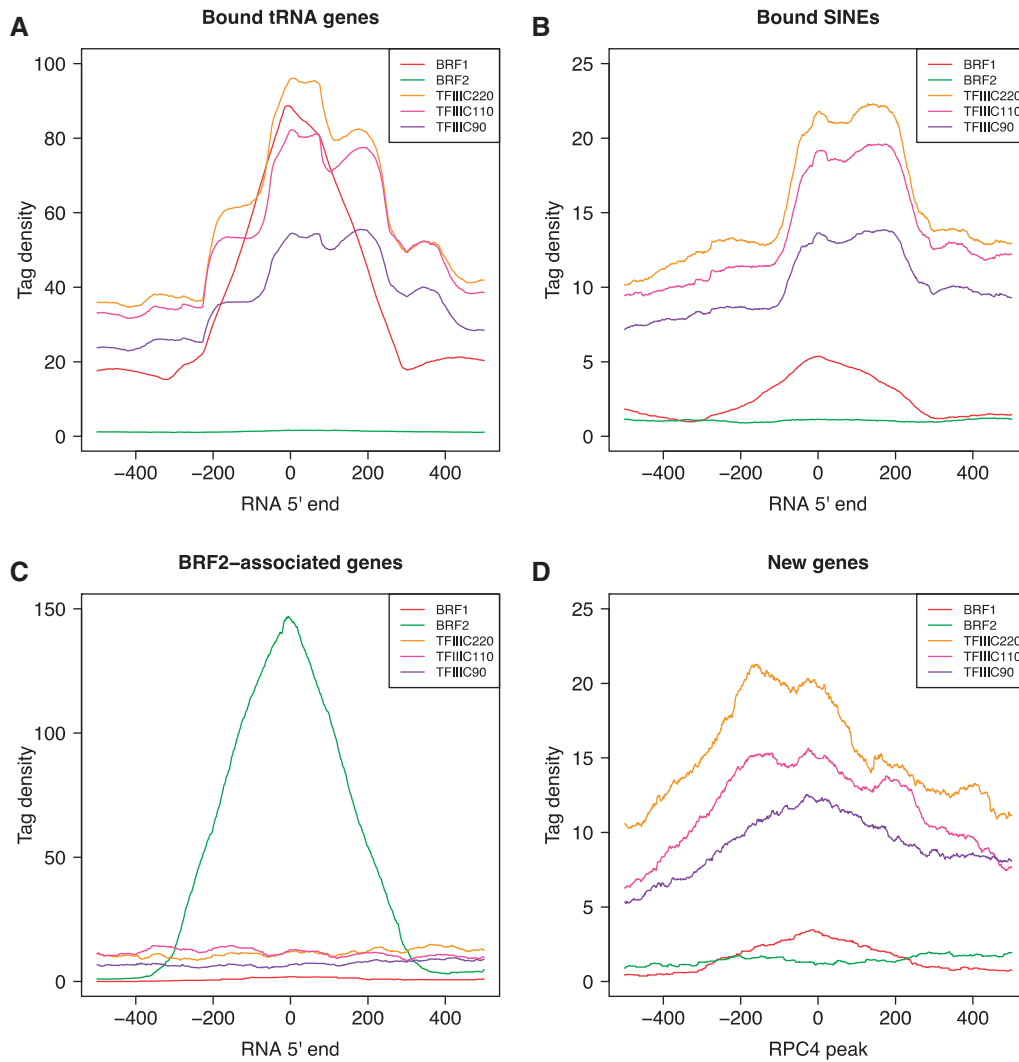 A
Bound tRNA genes
Tag density
100
80
60
40
20
0
BRF1
BRF2
TFIIIC220
TFIIIC110
TFIIIC90
−400
−200
0
200
400
RNA 5' end
B
Bound SINEs
Tag density
25
20
15
10
5
0
BRF1
BRF2
TFIIIC220
TFIIIC110
TFIIIC90
−400
−200
0
200
400
RNA 5' end
C
BRF2−associated genes
Tag density
150
100
50
0
BRF1
BRF2
TFIIIC220
TFIIIC110
TFIIIC90
−400
−200
0
200
400
RNA 5' end
D
New genes
Tag density
25
20
15
10
5
0
BRF1
BRF2
TFIIIC220
TFIIIC110
TFIIIC90
−400
−200
0
200
400
RPC4 peak